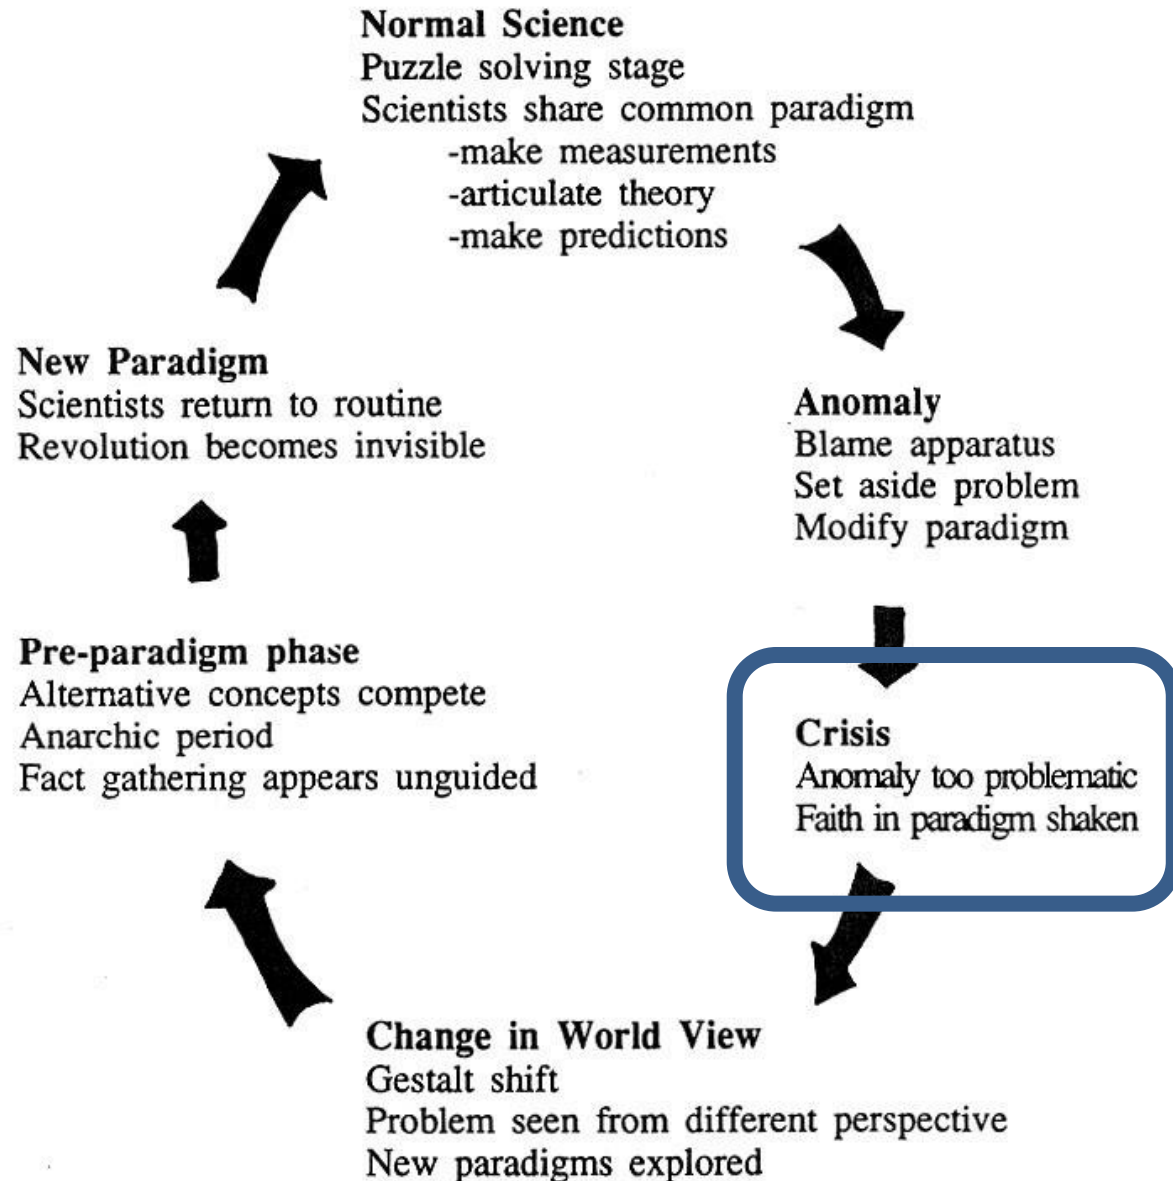 Normal Science
Puzzle solving stage
Scientists share common paradigm
-make measurements
-articulate theory
-make predictions
Anomaly
Blame apparatus
Set aside problem
Modify paradigm
Crisis
Anomaly too problematic
Faith in paradigm shaken
Change in World View
Gestalt shift
Problem seen from different perspective
New paradigms explored
Pre-paradigm phase
Alternative concepts compete
Anarchic period
Fact gathering appears unguided
New Paradigm
Scientists return to routine
Revolution becomes invisible